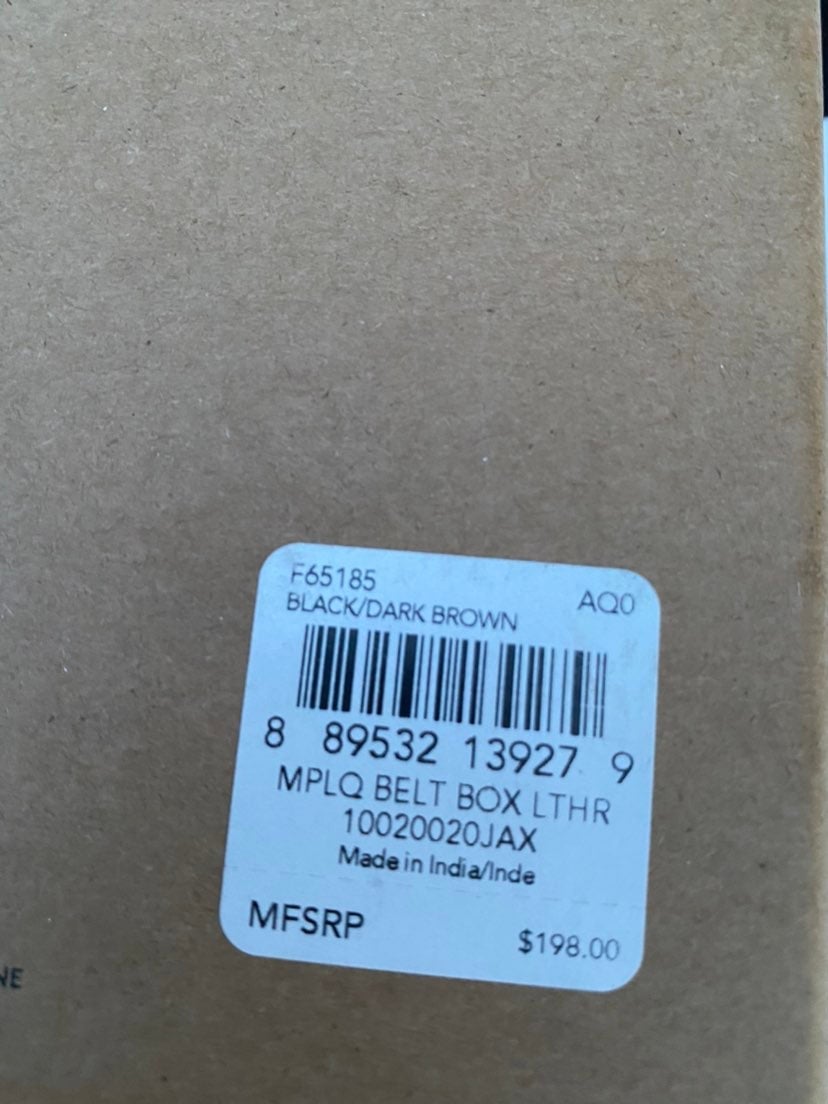 F65185
AQ0
BLACK/DARK BROWN
8 89532 13927 9
MPLQ BELT BOX LTHR
10020020JAX
Made in India/Inde
MFSRP
$198.00